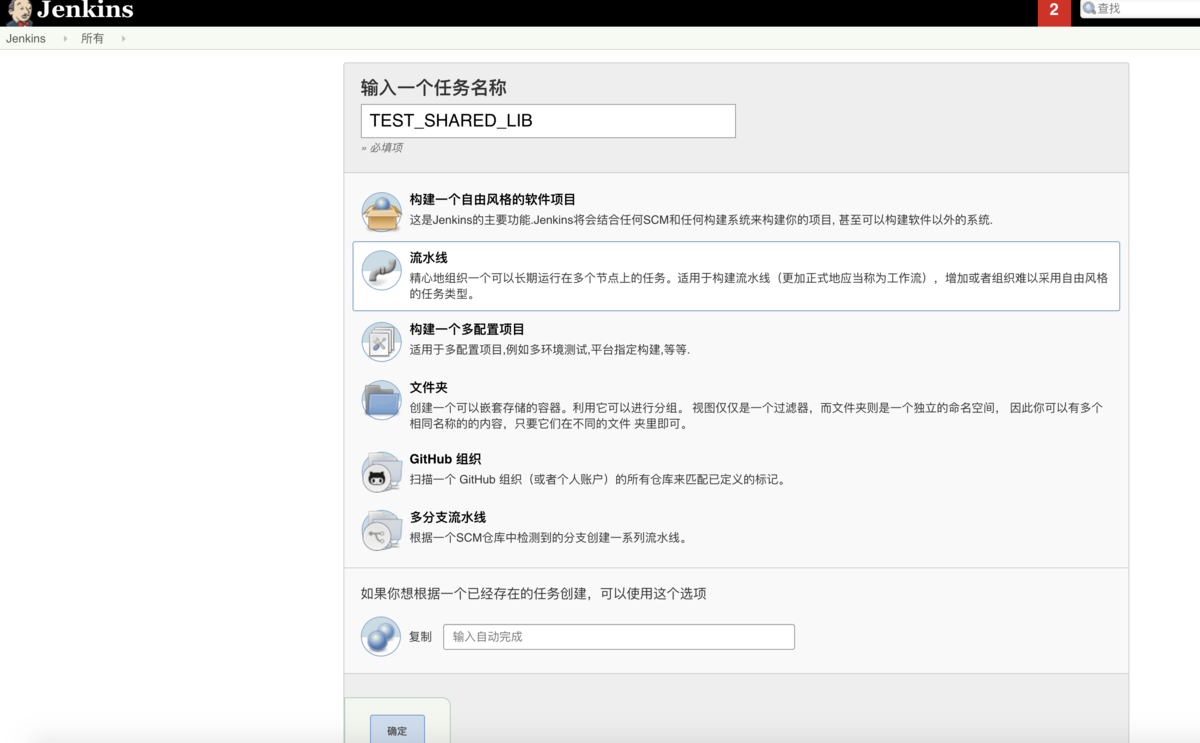 Jenkins
2
查找
Jenkins
所有
输入一个任务名称
TEST_SHARED_LIB
» 必填项
构建一个自由风格的软件项目
这是Jenkins的主要功能.Jenkins将会结合任何SCM和任何构建系统来构建你的项目, 甚至可以构建软件以外的系统.
流水线
精心地组织一个可以长期运行在多个节点上的任务。适用于构建流水线（更加正式地应当称为工作流），增加或者组织难以采用自由风格
的任务类型。
构建一个多配置项目
适用于多配置项目,例如多环境测试,平台指定构建,等等.
文件夹
创建一个可以嵌套存储的容器。利用它可以进行分组。 视图仅仅是一个过滤器，而文件夹则是一个独立的命名空间， 因此你可以有多个
相同名称的的内容，只要它们在不同的文件 夹里即可。
GitHub 组织
扫描一个 GitHub 组织（或者个人账户）的所有仓库来匹配已定义的标记。
多分支流水线
根据一个SCM仓库中检测到的分支创建一系列流水线。
如果你想根据一个已经存在的任务创建，可以使用这个选项
复制
输入自动完成
确定